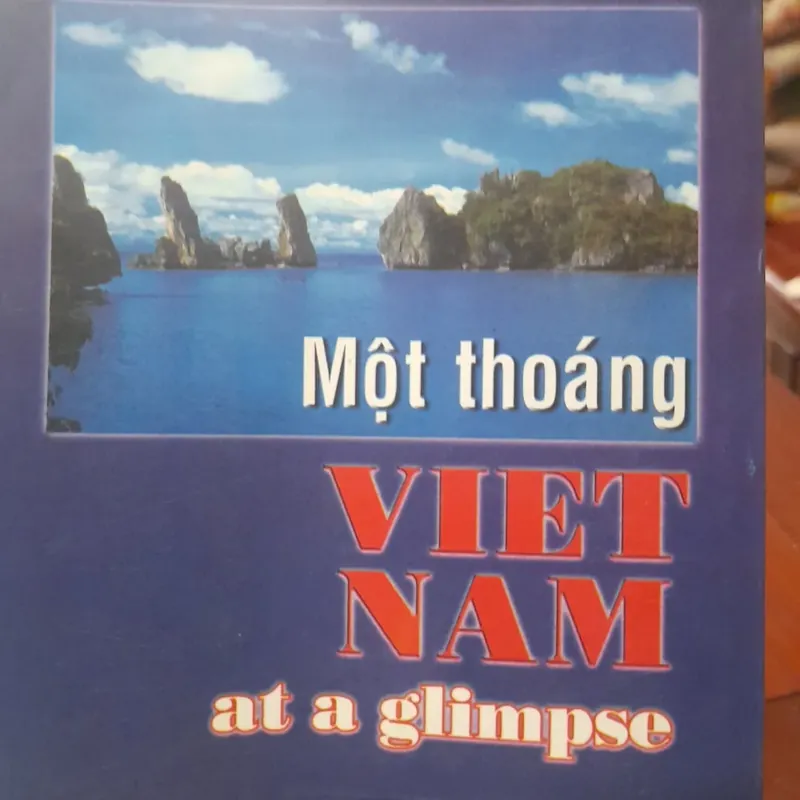 Một thoáng
VIET
NAM
at a glimpse